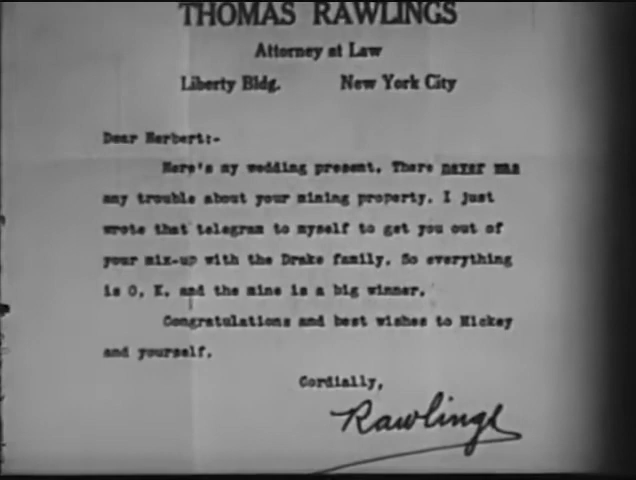 THOMAS RAWLINGS
Attorney at Law
Liberty Bldg. New York City
Dear Herbert:-
Here's my wedding present. There never was
any trouble about your mining property. I just
wrote that telegram to myself to get you out of
your mix-up with the Drake family. So everything
is O. K. and the mine is a big winner.
Congratulations and best wishes to Mickey
and yourself.
Cordially,
Rawlings